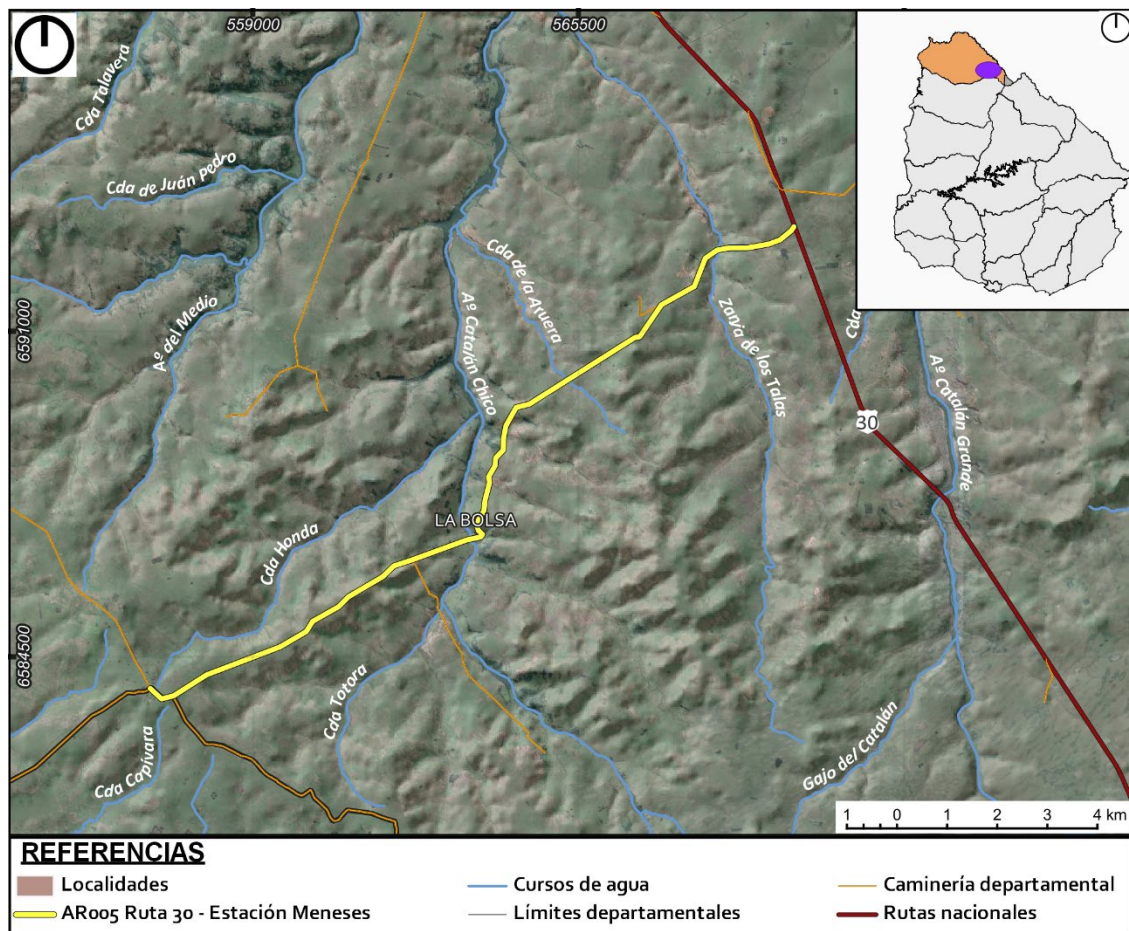 559000
565500
Cda Talavera
Cda de Juán pedro
Cda de la Aruera
6591000
Aº del Medio
Aº Catalán Chico
Zanja de los Talas
Cda
30
Aº Catalán Grande
LA BOLSA
Cda Honda
6584500
Cda Totora
Gajo del Catalán
Cda Capívara
1 0 1 2 3 4 km
REFERENCIAS
Localidades
Cursos de agua
Caminería departamental
AR005 Ruta 30 - Estación Meneses
Límites departamentales
Rutas nacionales